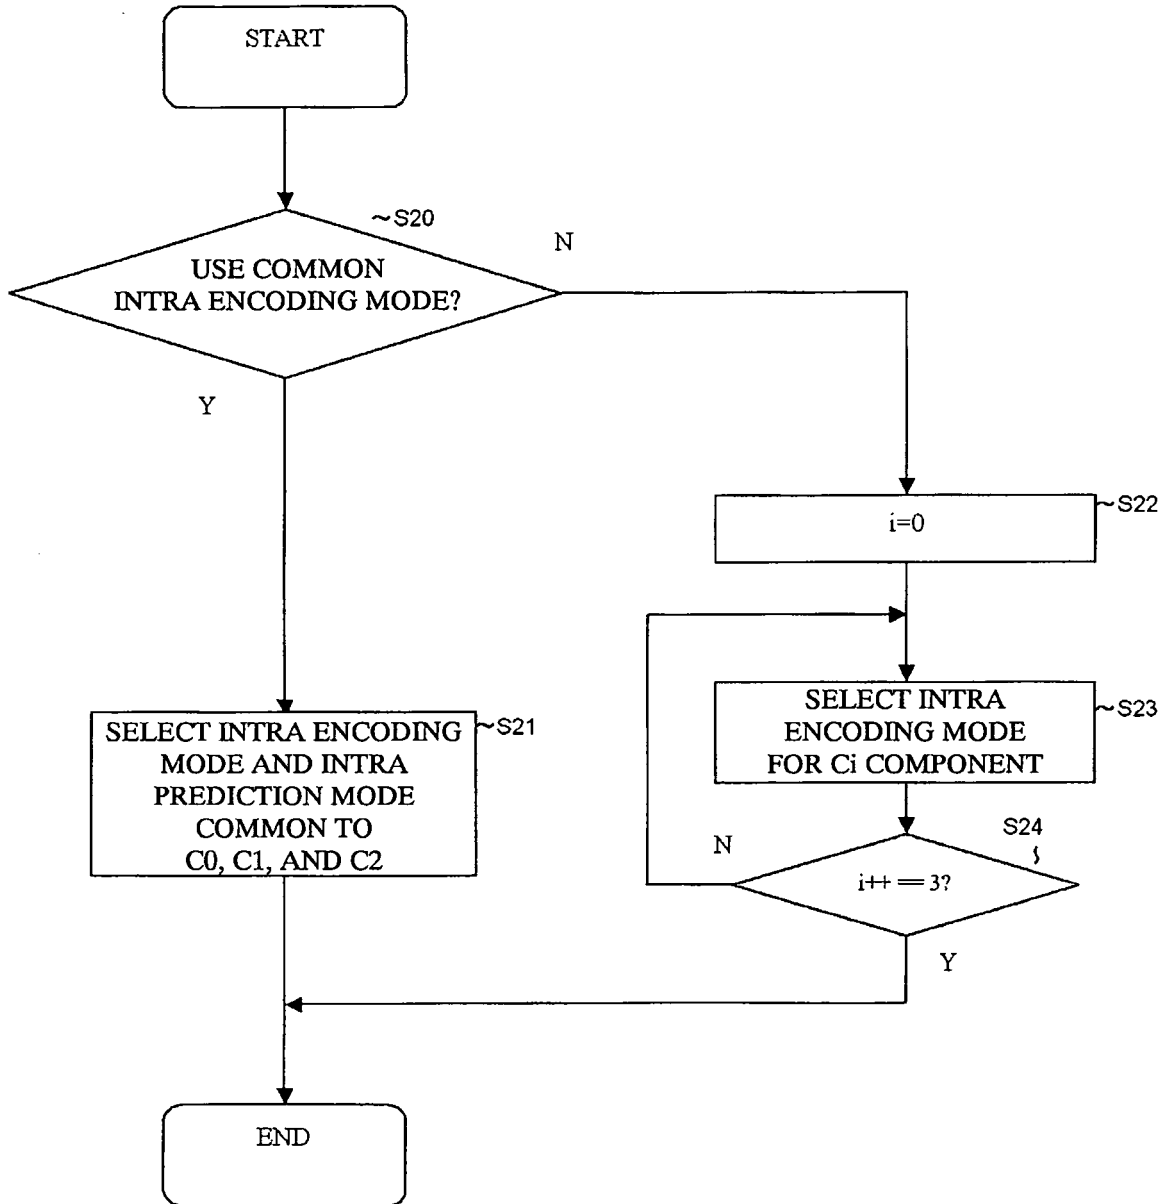 START
~S20
N
USE COMMON
INTRA ENCODING MODE?
Y
~S22
i=0
SELECT INTRA ENCODING
MODE AND INTRA
PREDICTION MODE
COMMON TO
C0, C1, AND C2
~S21
SELECT INTRA
ENCODING MODE
FOR Ci COMPONENT
~S23
S24
N
i++ == 3?
Y
END